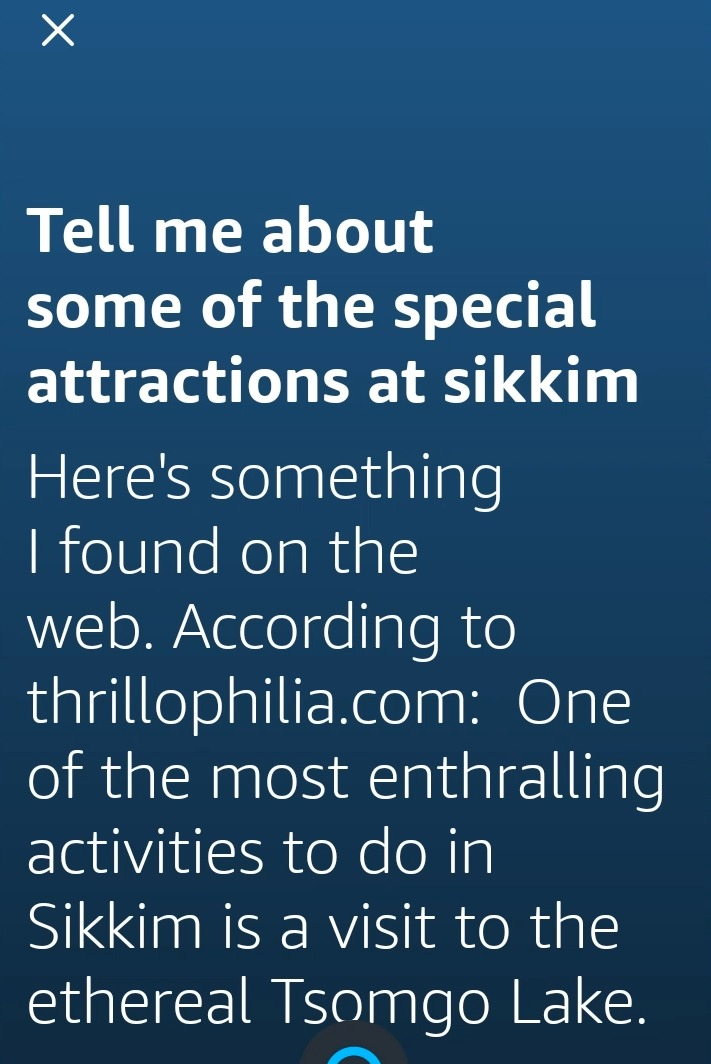 Tell me about
some of the special
attractions at sikkim
Here's something
I found on the
web. According to
thrillophilia.com:  One
of the most enthralling
activities to do in
Sikkim is a visit to the
ethereal Tsomgo Lake.